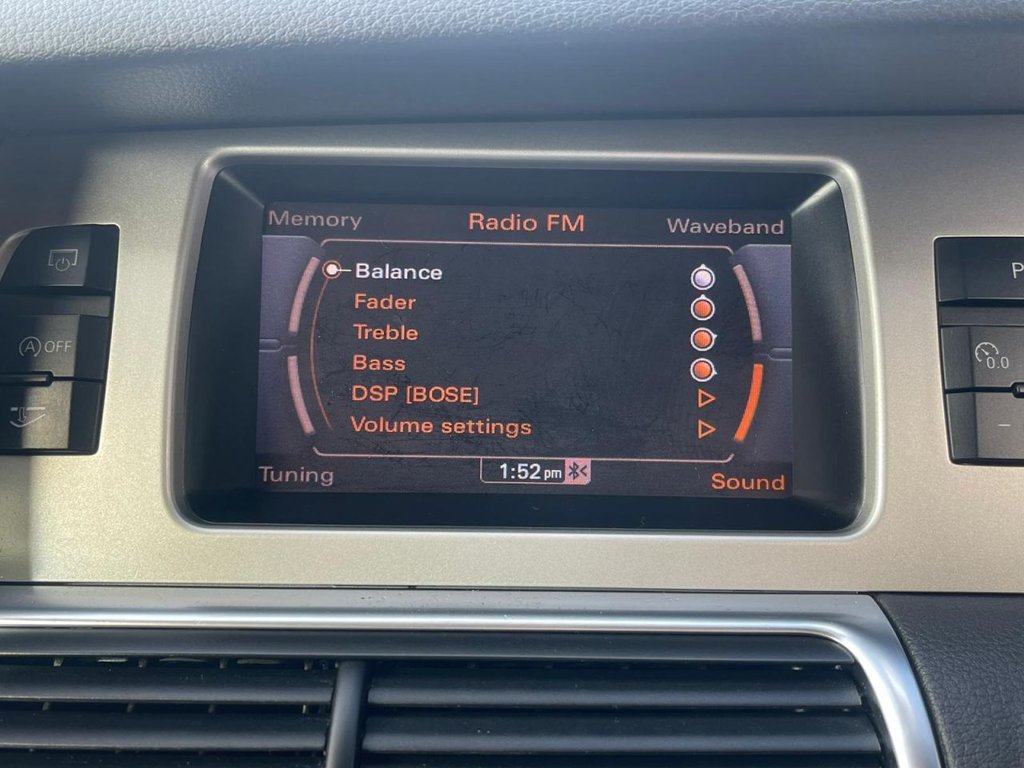 Memory Radio FM Waveband
Balance
Fader
Treble
(A) OFF
Bass
0.0
DSP [BOSE]
Volume settings
Tuning 1:52 pm Sound